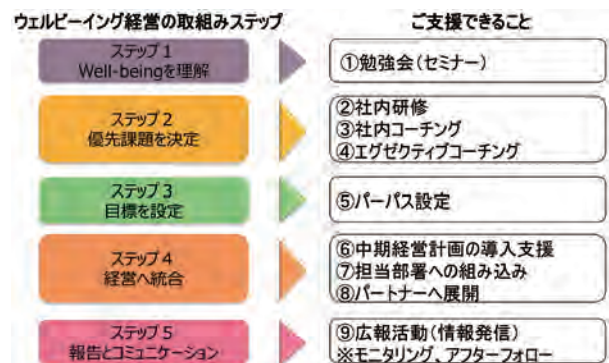 ウェルビーイング経営の取組みステップ
ご支援できること
ステップ1
Well-beingを理解
①勉強会(セミナー)
ステップ2
優先課題を決定
②社内研修
③社内コーチング
④エグゼクティブコーチング
ステップ3
目標を設定
⑤パーパス設定
ステップ4
経営へ統合
⑥中期経営計画の導入支援
⑦担当部署への組み込み
⑧パートナーへ展開
ステップ5
報告とコミュニケーション
⑨広報活動(情報発信)
※モニタリング、アフターフォロー